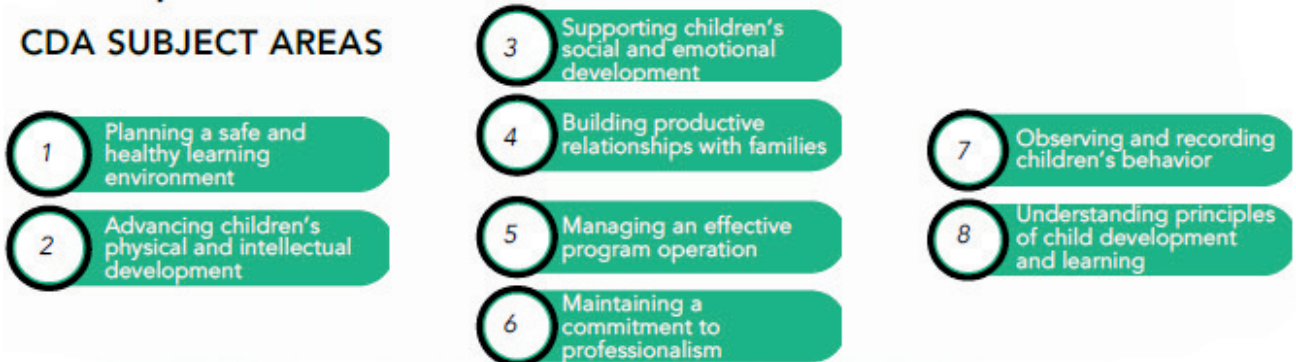 CDA SUBJECT AREAS
1
Planning a safe and
healthy learning
environment
2
Advancing children's
physical and intellectual
development
3
Supporting children's
social and emotional
development
4
Building productive
relationships with families
5
Managing an effective
program operation
6
Maintaining a
commitment to
professionalism
7
Observing and recording
children's behavior
8
Understanding principles
of child development
and learning